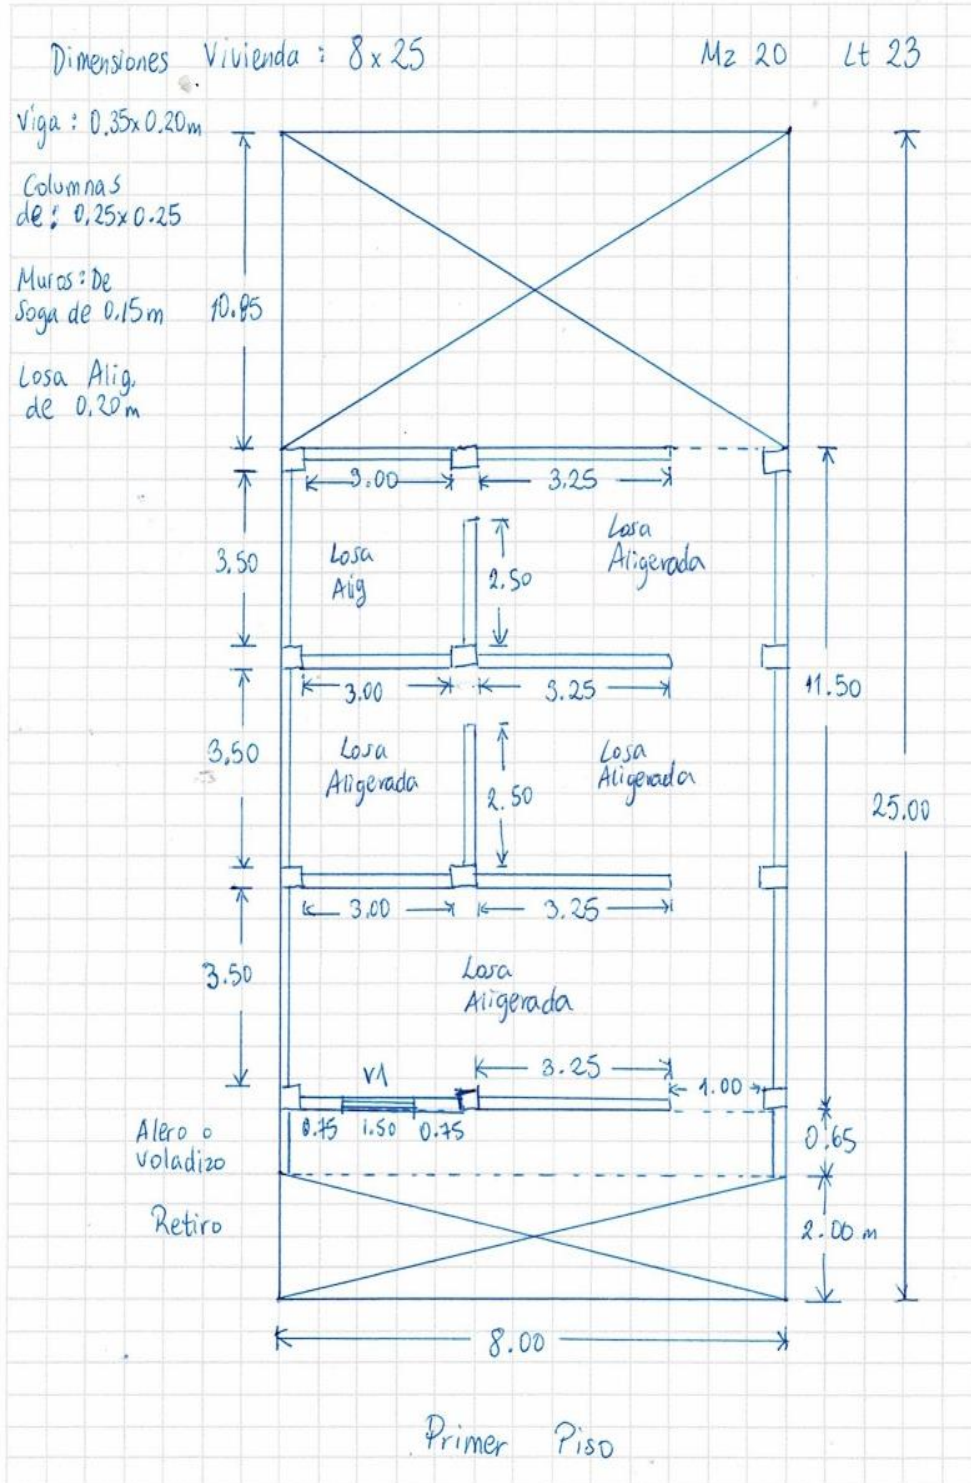 Dimensiones Vivienda : 8 x 25
Mz 20 Lt 23
Viga : 0.35x0.20m
Columnas
de : 0.25x0.25
Muros : De
Soga de 0.15m
Losa Alig.
de 0.20m
10.85
3.00
3.25
3.50
Losa
Alig
2.50
Losa
Aligerada
3.00
3.25
11.50
3.50
Losa
Aligerada
2.50
Losa
Aligerada
25.00
3.00
3.25
3.50
Losa
Aligerada
V1
3.25
1.00
0.75 1.50 0.75
Alero o
Voladizo
0.65
Retiro
2.00 m
8.00
Primer Piso